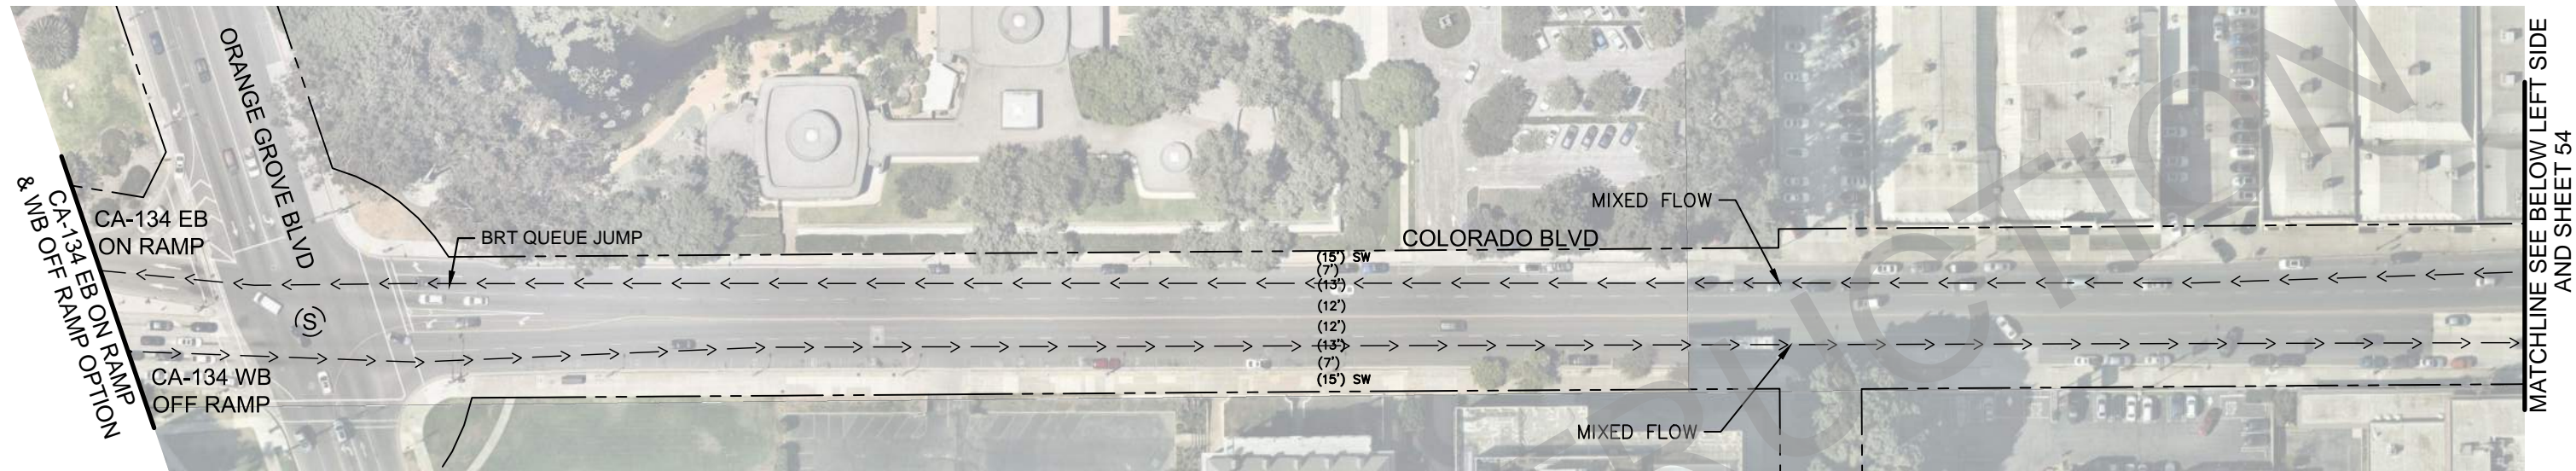 ORANGE GROVE BLVD
CA-134 EB
ON RAMP
CA-134 EB ON RAMP
& WB OFF RAMP OPTION
CA-134 WB
OFF RAMP
(S)
BRT QUEUE JUMP
COLORADO BLVD
(15') SW
(7')
(13')
(12')
(12')
(13')
(7')
(15') SW
MIXED FLOW
MIXED FLOW
MATCHLINE SEE BELOW LEFT SIDE
AND SHEET 54
RUCTION